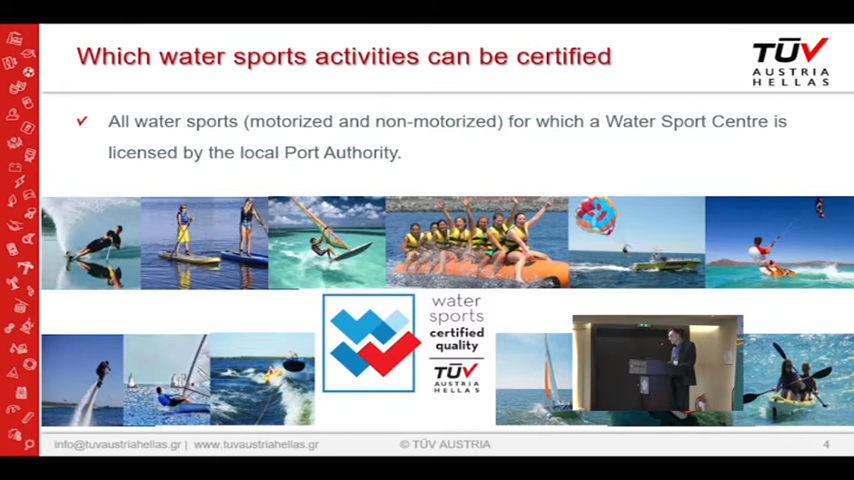 Which water sports activities can be certified
TÜV
AUSTRIA
HELLAS
All water sports (motorized and non-motorized) for which a Water Sport Centre is
licensed by the local Port Authority.
water
sports
certified
quality
TÜV
AUSTRIA
HELLAS
info@tuvaustriahellas.gr | www.tuvaustriahellas.gr
© TÜV AUSTRIA
4